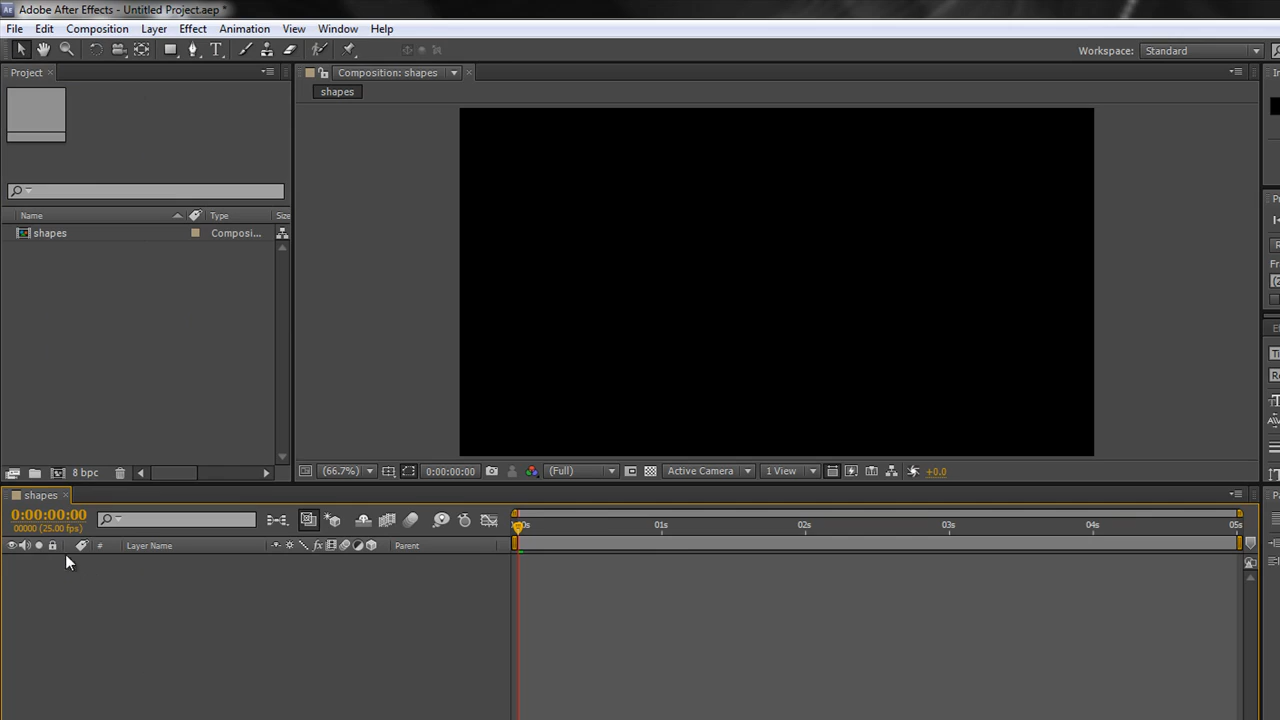 Adobe After Effects - Untitled Project.aep *
File Edit Composition Layer Effect Animation View Window Help
Workspace: Standard
Project
Composition: shapes
shapes
Name Type Size
shapes Composi...
8 bpc
(66.7%) 0:00:00:00 (Full) Active Camera 1 View +0.0
shapes
0:00:00:00
00000 (25.00 fps)
01s 02s 03s 04s 05s
# Layer Name Parent